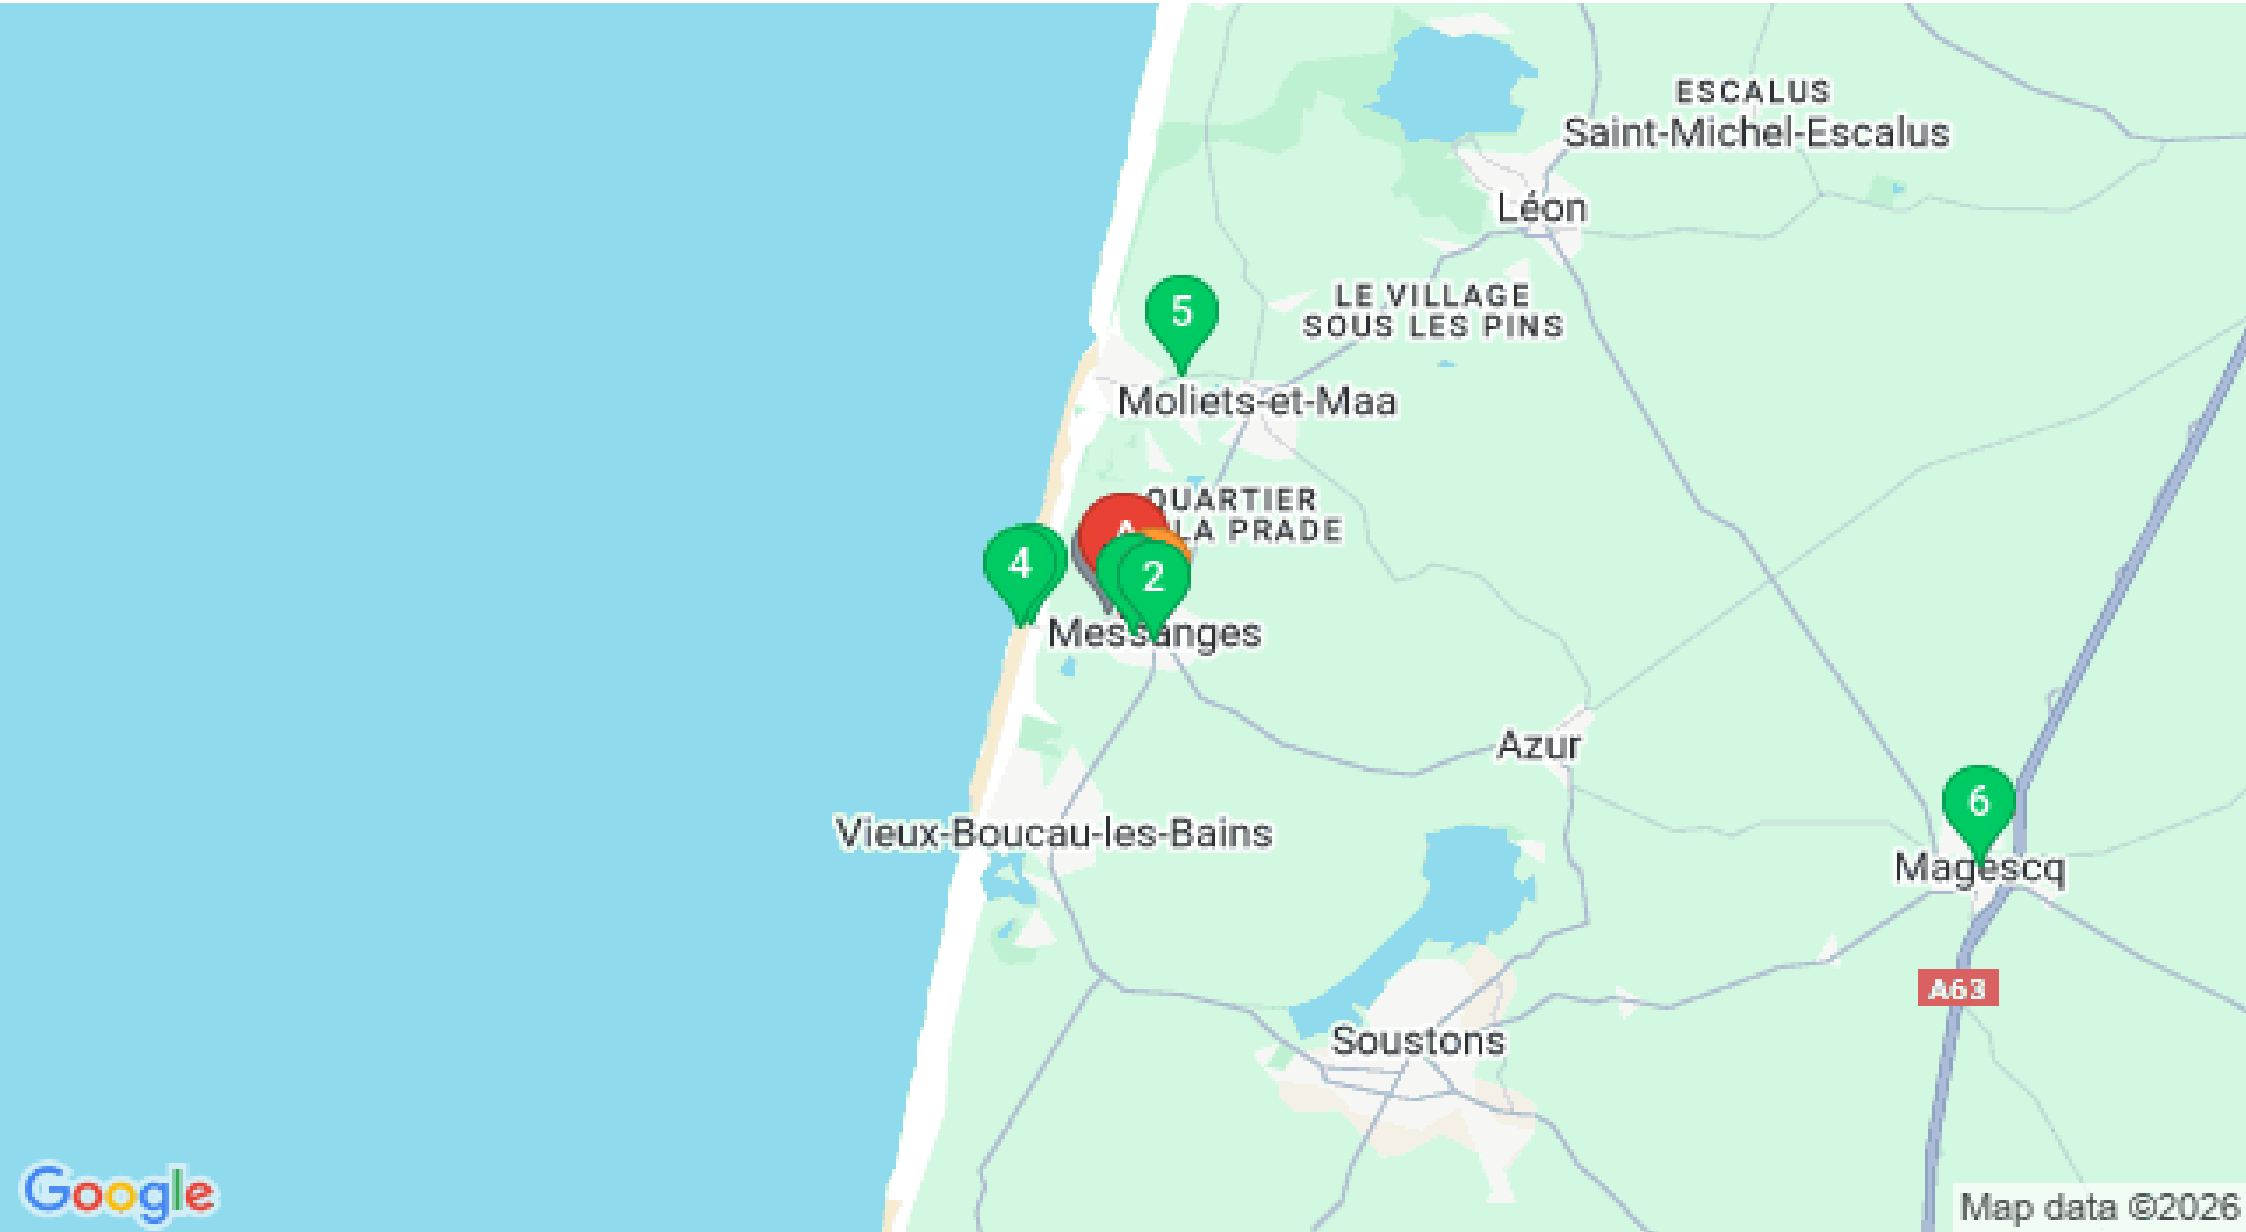 ESCALUS
Saint-Michel-Escalus
Léon
5
LE VILLAGE
SOUS LES PINS
Moliets-et-Maa
QUARTIER
LA PRADE
A
4
2
Messanges
Azur
6
Vieux-Boucau-les-Bains
Magescq
A63
Soustons
Google
Map data ©2026